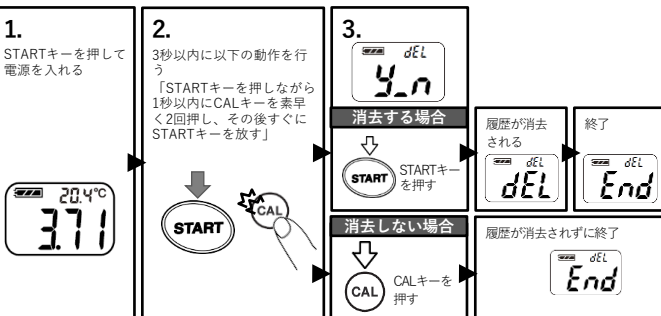 1.
STARTキーを押して
電源を入れる
20.4℃
3.71
2.
3秒以内に以下の動作を行
う
「STARTキーを押しながら
1秒以内にCALキーを素早
く2回押し、その後すぐに
STARTキーを放す」
START
CAL
3.
dEL
y_n
消去する場合
START
STARTキー
を押す
履歴が消去
される
dEL
dEL
終了
dEL
End
消去しない場合
CAL
CALキーを
押す
履歴が消去されずに終了
dEL
End